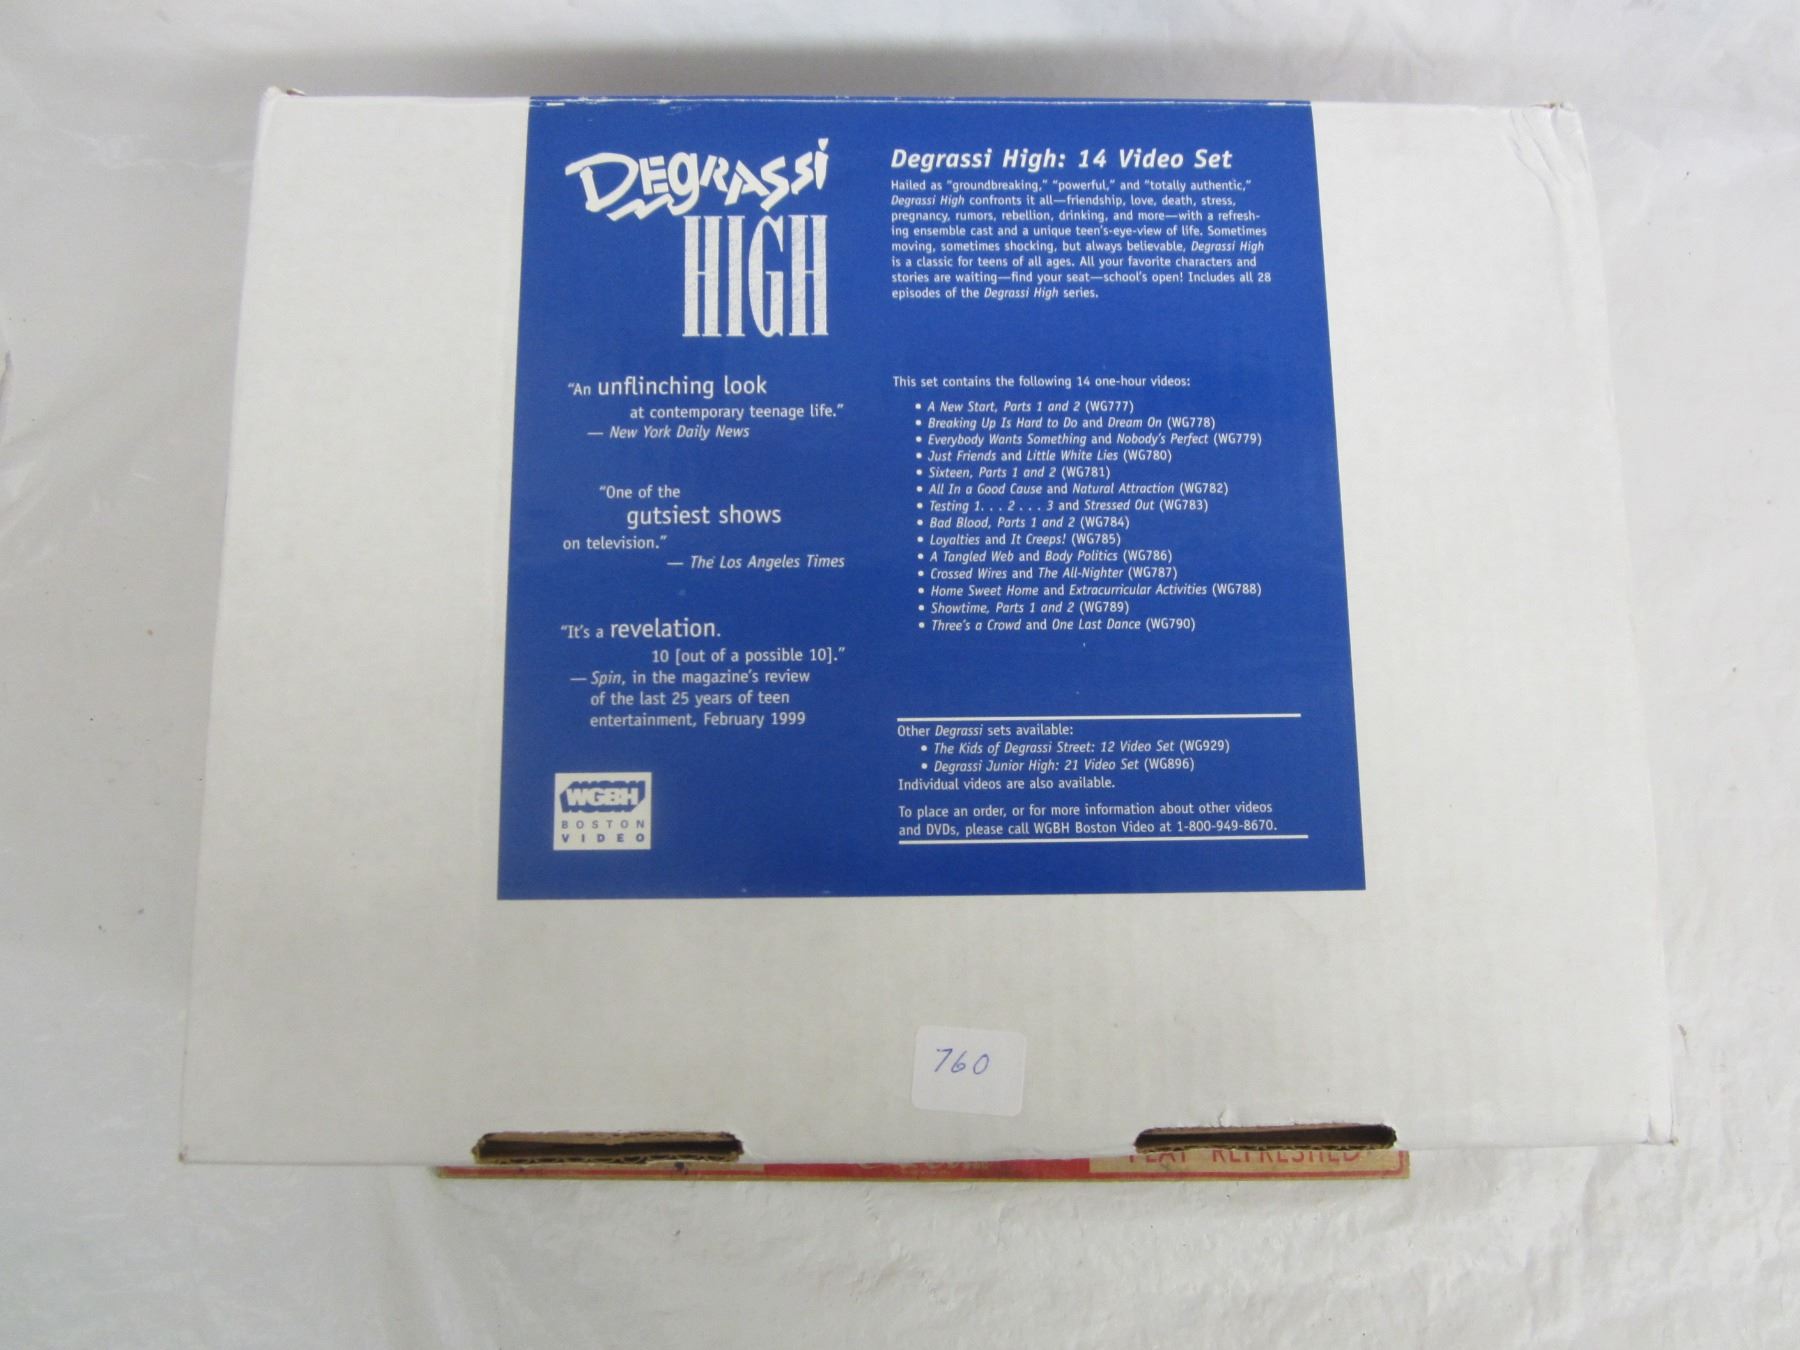 DEGRASSI
HIGH
"An unflinching look
at contemporary teenage life."
— New York Daily News
"One of the
gutsiest shows
on television."
— The Los Angeles Times
"It's a revelation.
10 [out of a possible 10]."
— Spin, in the magazine's review
of the last 25 years of teen
entertainment, February 1999
WGBH
BOSTON
VIDEO
Degrassi High: 14 Video Set
Hailed as "groundbreaking," "powerful," and "totally authentic,"
Degrassi High confronts it all—friendship, love, death, stress,
pregnancy, rumors, rebellion, drinking, and more—with a refresh-
ing ensemble cast and a unique teen's-eye-view of life. Sometimes
moving, sometimes shocking, but always believable, Degrassi High
is a classic for teens of all ages. All your favorite characters and
stories are waiting—find your seat—school's open! Includes all 28
episodes of the Degrassi High series.
This set contains the following 14 one-hour videos:
• A New Start, Parts 1 and 2 (WG777)
• Breaking Up Is Hard to Do and Dream On (WG778)
• Everybody Wants Something and Nobody's Perfect (WG779)
• Just Friends and Little White Lies (WG780)
• Sixteen, Parts 1 and 2 (WG781)
• All In a Good Cause and Natural Attraction (WG782)
• Testing 1. . . 2 . . . 3 and Stressed Out (WG783)
• Bad Blood, Parts 1 and 2 (WG784)
• Loyalties and It Creeps! (WG785)
• A Tangled Web and Body Politics (WG786)
• Crossed Wires and The All-Nighter (WG787)
• Home Sweet Home and Extracurricular Activities (WG788)
• Showtime, Parts 1 and 2 (WG789)
• Three's a Crowd and One Last Dance (WG790)
Other Degrassi sets available:
• The Kids of Degrassi Street: 12 Video Set (WG929)
• Degrassi Junior High: 21 Video Set (WG896)
Individual videos are also available.
To place an order, or for more information about other videos
and DVDs, please call WGBH Boston Video at 1-800-949-8670.
760
PLAY REFRESHED